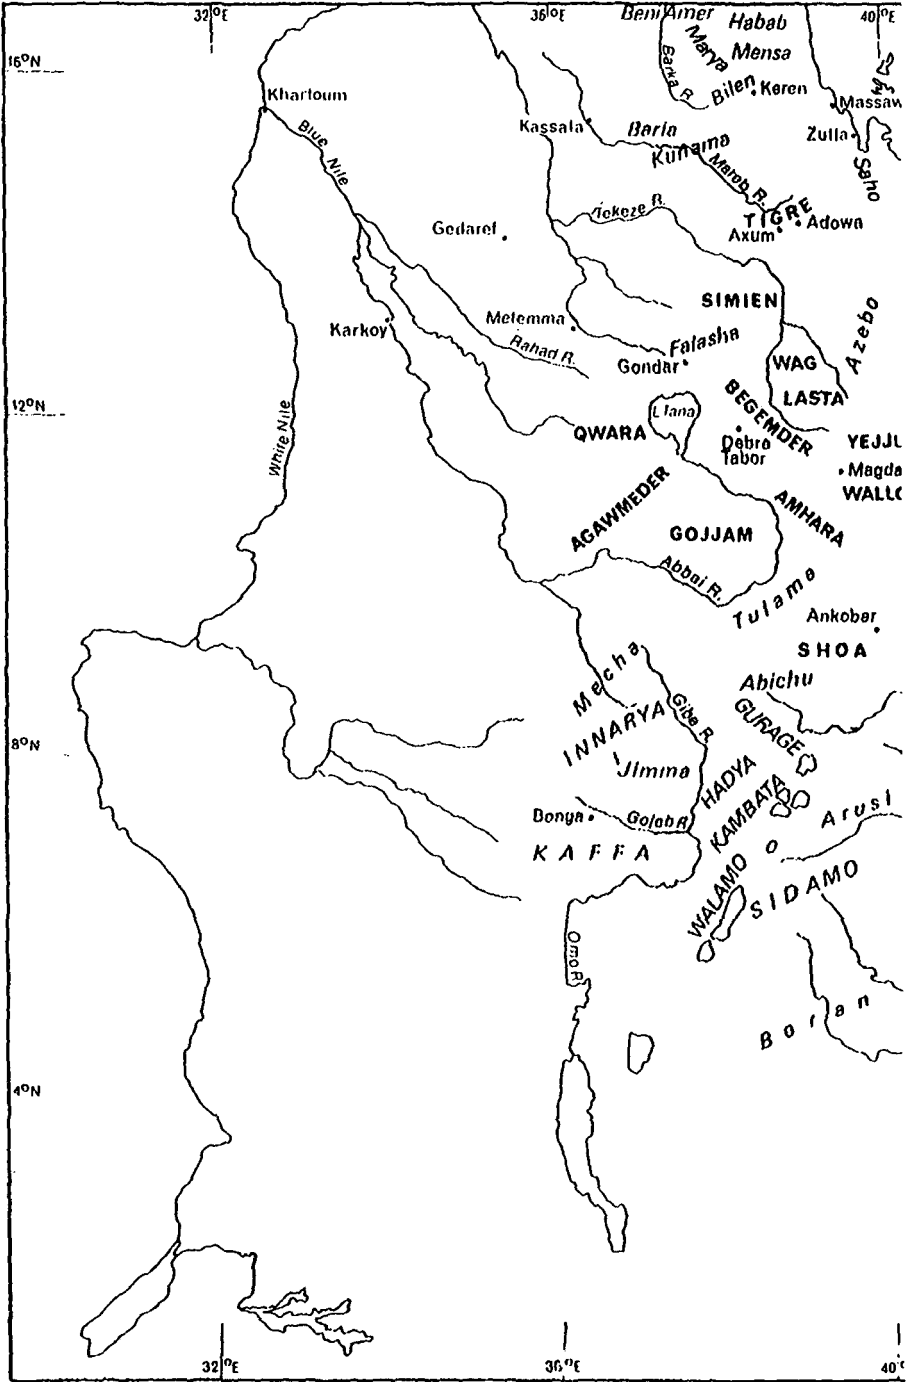 32°E
36°E
40°E
Beni Amer
Habab
Marya
Mensa
16°N
Barka R.
Bilen
Keren
Khartoum
Massaw
Kassala
Baria
Zulla
Blue Nile
Kunama
Saho
Mareb R.
Tekeze R.
TIGRE
Gedaref
Axum
Adowa
SIMIEN
Azebo
Metemma
Karkoy
Rahad R.
Falasha
Gondar
WAG
LASTA
12°N
White Nile
L Tana
BEGEMDER
QWARA
Debra
Tabor
YEJJU
Magda
WALLO
AGAWMEDER
AMHARA
GOJJAM
Abbai R.
Tulama
Ankobar
SHOA
Mecha
Abichu
INNARYA
Gibe R.
GURAGE
8°N
Jimma
HADYA
KAMBATA
Bonga
Gojab R
Arusi
KAFFA
WALAMO
SIDAMO
Omo R
Boran
4°N
32°E
36°E
40°